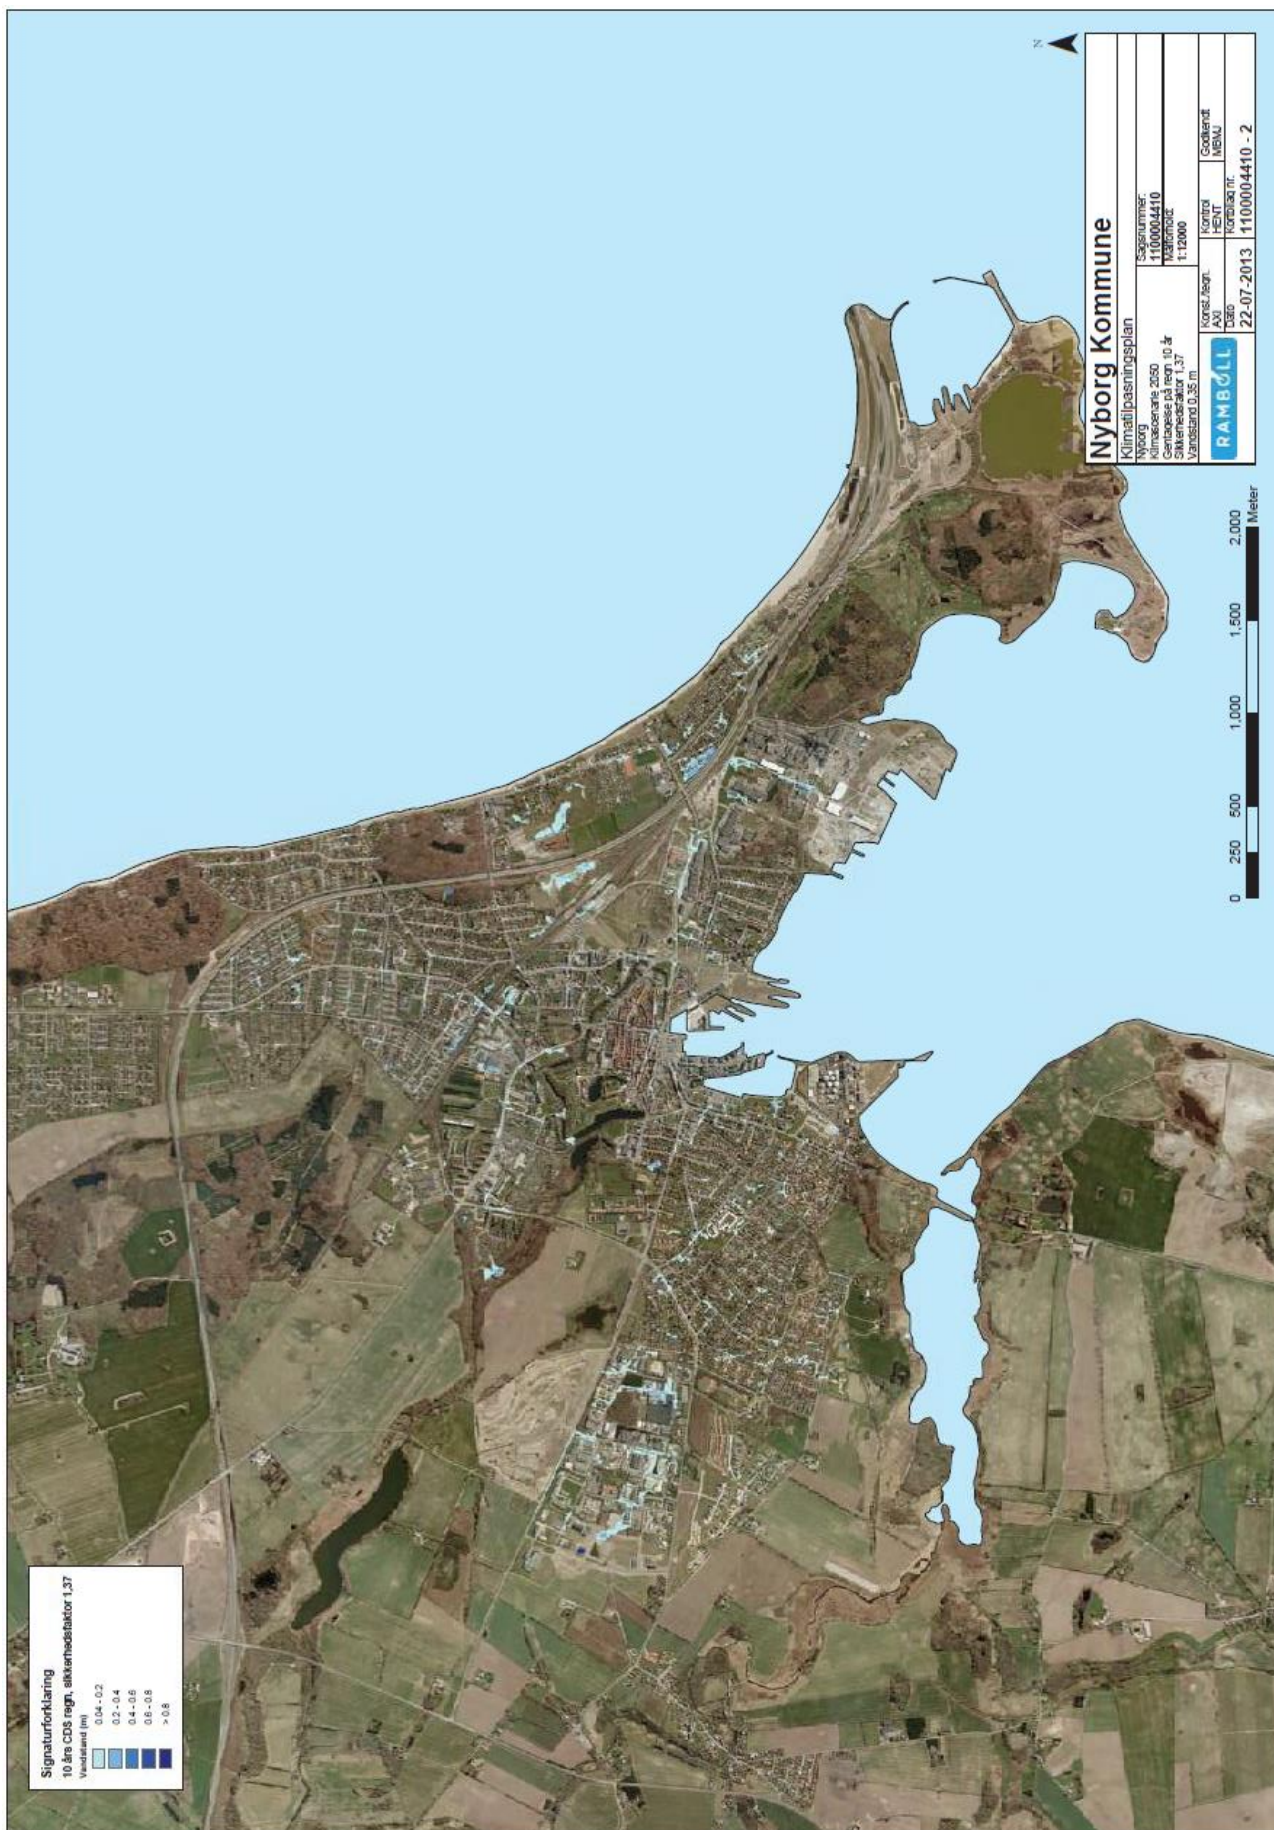 Signaturforklaring
10 års CDS regn, sikkerhedsfaktor 1,37
Vandstand (m)
0.04 - 0.2
0.2 - 0.4
0.4 - 0.6
0.6 - 0.8
> 0.8
N
Nyborg Kommune
Klimatilpasningsplan
Nyborg
Klimascenarie 2050
Gentagelse på regn 10 år
Sikkerhedsfaktor 1,37
Vandstand 0,35 m
Sagsnummer:
1100004410
Målforhold:
1:12000
RAMBOLL
Konst./tegn.
AXJ
Kontrol
HENT
Godkendt
MBMJ
Dato
22-07-2013
Kortbilag nr.
1100004410 - 2
0 250 500 1.000 1.500 2.000
Meter